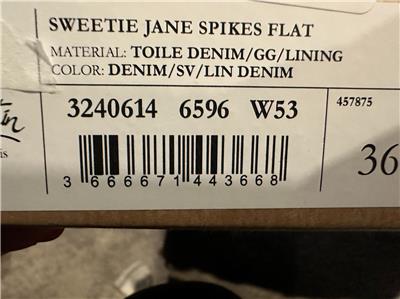 SWEETIE JANE SPIKES FLAT
MATERIAL: TOILE DENIM/GG/LINING
COLOR: DENIM/SV/LIN DENIM
3240614 6596 W53
457875
36
is
3 666671 443668